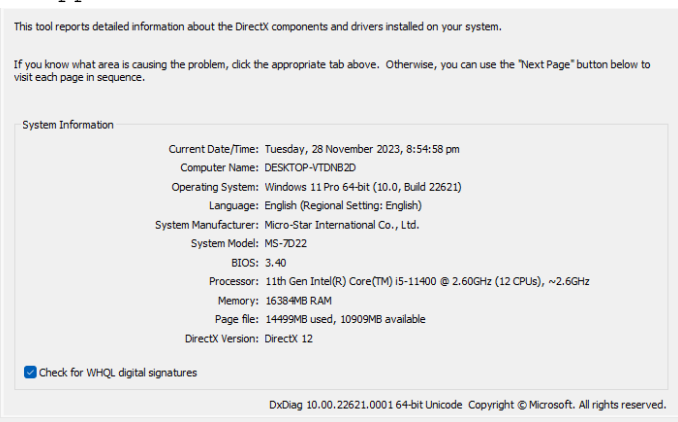 This tool reports detailed information about the DirectX components and drivers installed on your system.
If you know what area is causing the problem, click the appropriate tab above.  Otherwise, you can use the "Next Page" button below to
visit each page in sequence.
System Information
Current Date/Time: Tuesday, 28 November 2023, 8:54:58 pm
Computer Name: DESKTOP-VTDNB2D
Operating System: Windows 11 Pro 64-bit (10.0, Build 22621)
Language: English (Regional Setting: English)
System Manufacturer: Micro-Star International Co., Ltd.
System Model: MS-7D22
BIOS: 3.40
Processor: 11th Gen Intel(R) Core(TM) i5-11400 @ 2.60GHz (12 CPUs), ~2.6GHz
Memory: 16384MB RAM
Page file: 14499MB used, 10909MB available
DirectX Version: DirectX 12
Check for WHQL digital signatures
DxDiag 10.00.22621.0001 64-bit Unicode  Copyright © Microsoft. All rights reserved.